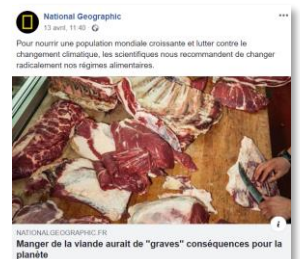 National Geographic
13 avril, 11:40
Pour nourrir une population mondiale croissante et lutter contre le
changement climatique, les scientifiques nous recommandent de changer
radicalement nos régimes alimentaires.
NATIONALGEOGRAPHIC.FR
Manger de la viande aurait de "graves" conséquences pour la
planète